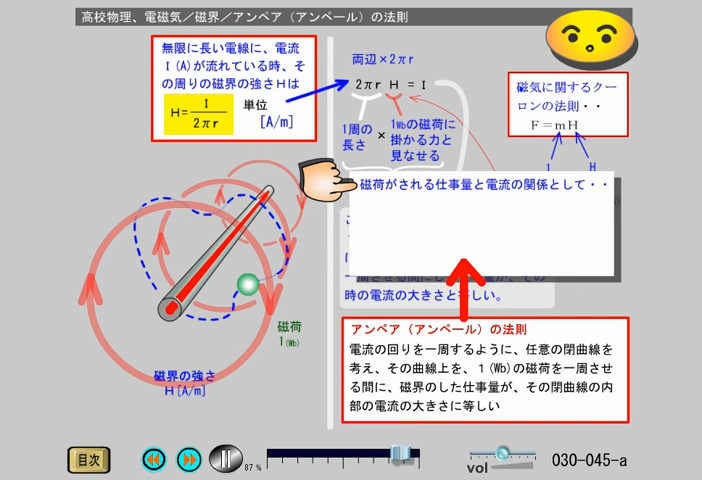 高校物理、電磁気／磁界／アンペア（アンペール）の法則
無限に長い電線に、電流
I(A)が流れている時、そ
の周りの磁界の強さHは
H=I/2πr
単位
[A/m]
両辺×2πr
2πr H = I
1周の
長さ
×
1Wbの磁荷に
掛かる力と
見なせる
磁気に関するクー
ロンの法則・・
F=mH
1
H
磁荷がされる仕事量と電流の関係として・・
時の電流の大きさと等しい。
磁荷
1(Wb)
磁界の強さ
H[A/m]
アンペア（アンペール）の法則
電流の回りを一周するように、任意の閉曲線を
考え、その曲線上を、1(Wb)の磁荷を一周させ
る間に、磁界のした仕事量が、その閉曲線の内
部の電流の大きさに等しい
目次
87 %
vol
030-045-a